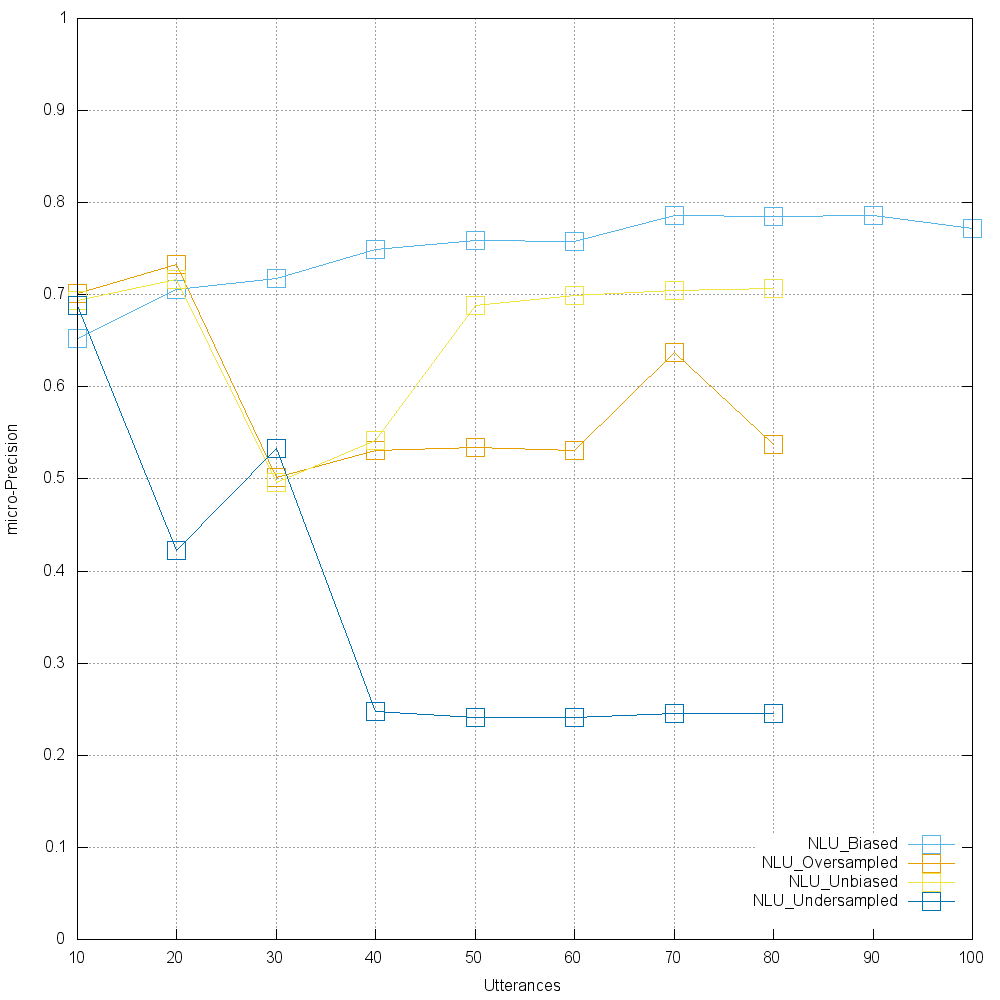 1
0.9
0.8
0.7
0.6
0.5
0.4
0.3
0.2
0.1
0
micro-Precision
NLU_Biased
NLU_Oversampled
NLU_Unbiased
NLU_Undersampled
10 20 30 40 50 60 70 80 90 100
Utterances